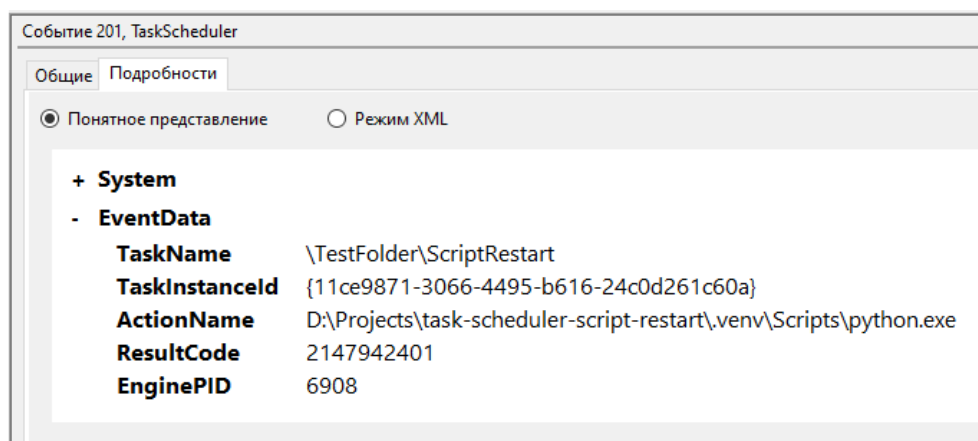 Событие 201, TaskScheduler
Общие Подробности
Понятное представление Режим XML
+ System
- EventData
TaskName \TestFolder\ScriptRestart
TaskInstanceId {11ce9871-3066-4495-b616-24c0d261c60a}
ActionName D:\Projects\task-scheduler-script-restart\.venv\Scripts\python.exe
ResultCode 2147942401
EnginePID 6908